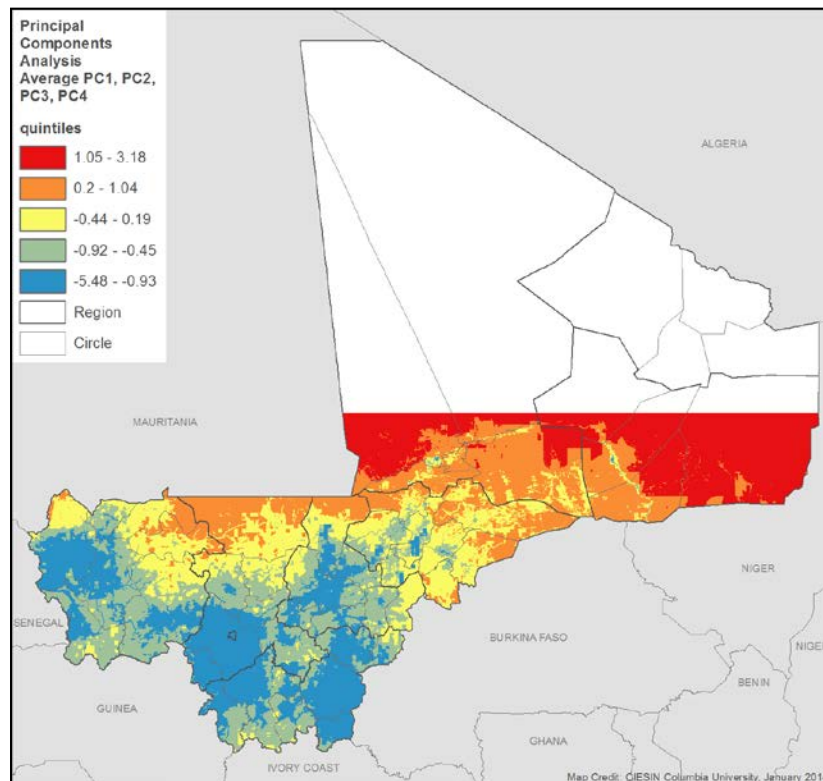 Principal
Components
Analysis
Average PC1, PC2,
PC3, PC4
quintiles
1.05 - 3.18
0.2 - 1.04
-0.44 - 0.19
-0.92 - -0.45
-5.48 - -0.93
Region
Circle
ALGERIA
MAURITANIA
NIGER
SENEGAL
BURKINA FASO
NIGE
GUINEA
BENIN
GHANA
IVORY COAST
Map Credit: CIESIN Columbia University, January 201